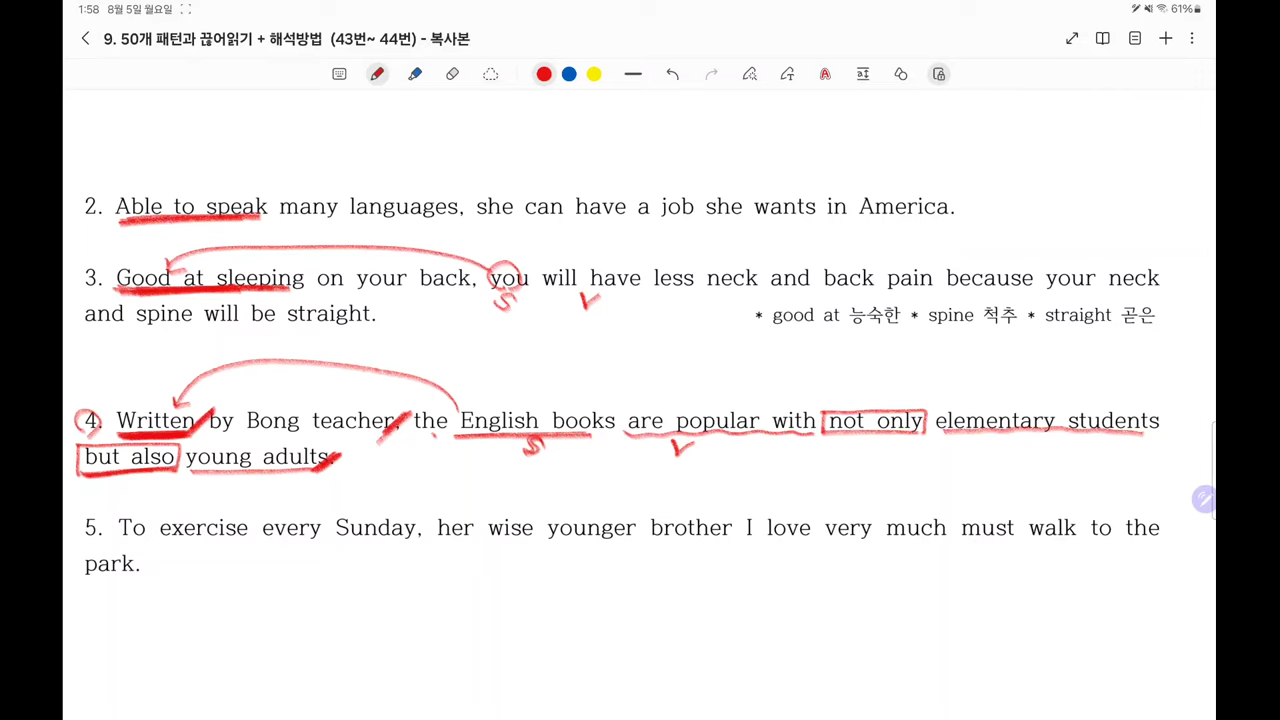 1:58 8월 5일 월요일
61%
9. 50개 패턴과 끊어읽기 + 해석방법 (43번~ 44번) - 복사본
2. Able to speak many languages, she can have a job she wants in America.
3. Good at sleeping on your back, you will have less neck and back pain because your neck
S V
and spine will be straight.
* good at 능숙한 * spine 척추 * straight 곧은
4. Written by Bong teacher, the English books are popular with not only elementary students
S V
but also young adults.
5. To exercise every Sunday, her wise younger brother I love very much must walk to the
park.